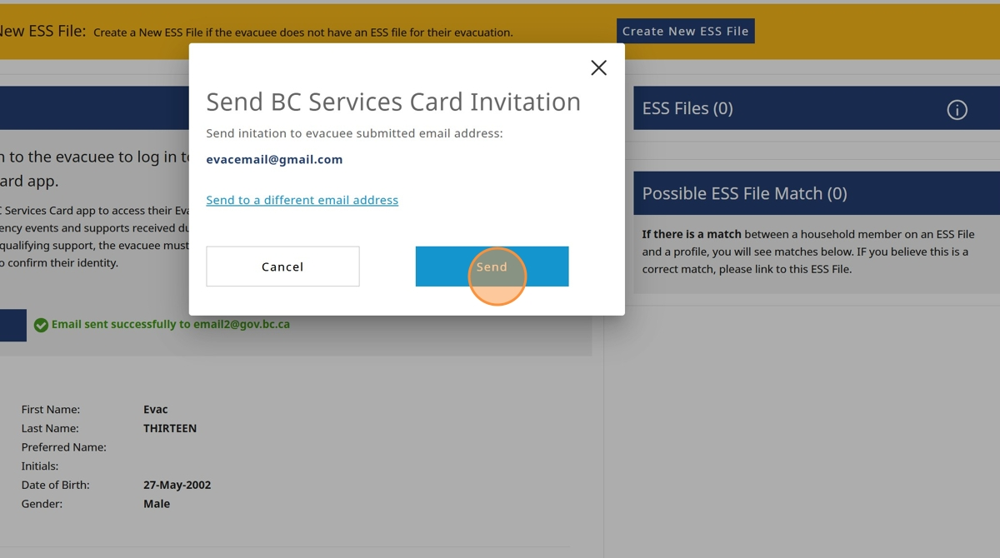 New ESS File: Create a New ESS File if the evacuee does not have an ESS file for their evacuation.
Create New ESS File
Send BC Services Card Invitation
Send initation to evacuee submitted email address:
evacemail@gmail.com
Send to a different email address
Cancel
Send
ESS Files (0)
to the evacuee to log in
ard app.
Services Card app to access their
ency events and supports received
qualifying support, the evacuee must
confirm their identity.
Email sent successfully to email2@gov.bc.ca
Possible ESS File Match (0)
If there is a match between a household member on an ESS File
and a profile, you will see matches below. IF you believe this is a
correct match, please link to this ESS File.
First Name: Evac
Last Name: THIRTEEN
Preferred Name:
Initials:
Date of Birth: 27-May-2002
Gender: Male